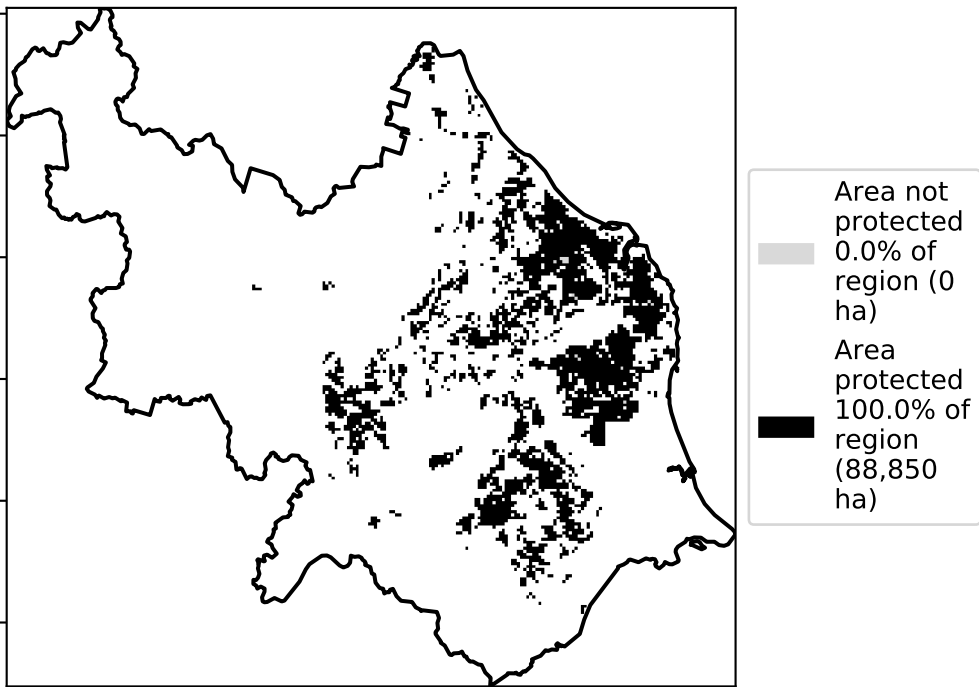 Area not
protected
0.0% of
region (0
ha)
Area
protected
100.0% of
region
(88,850
ha)